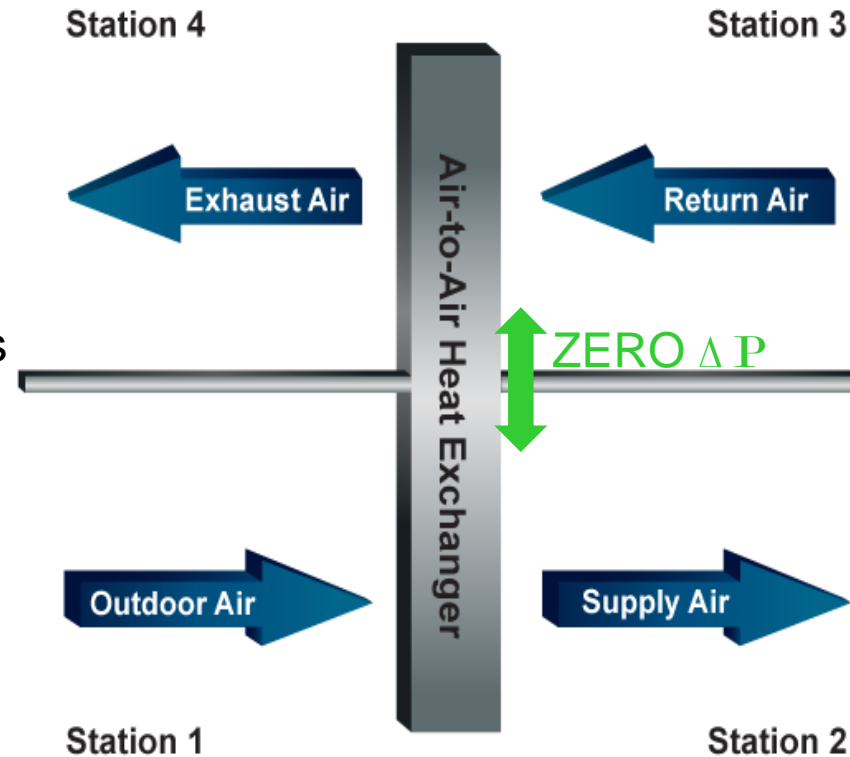 Station 4
Station 3
Exhaust Air
Return Air
Air-to-Air Heat Exchanger
s
ZERO Δ P
Outdoor Air
Supply Air
Station 1
Station 2